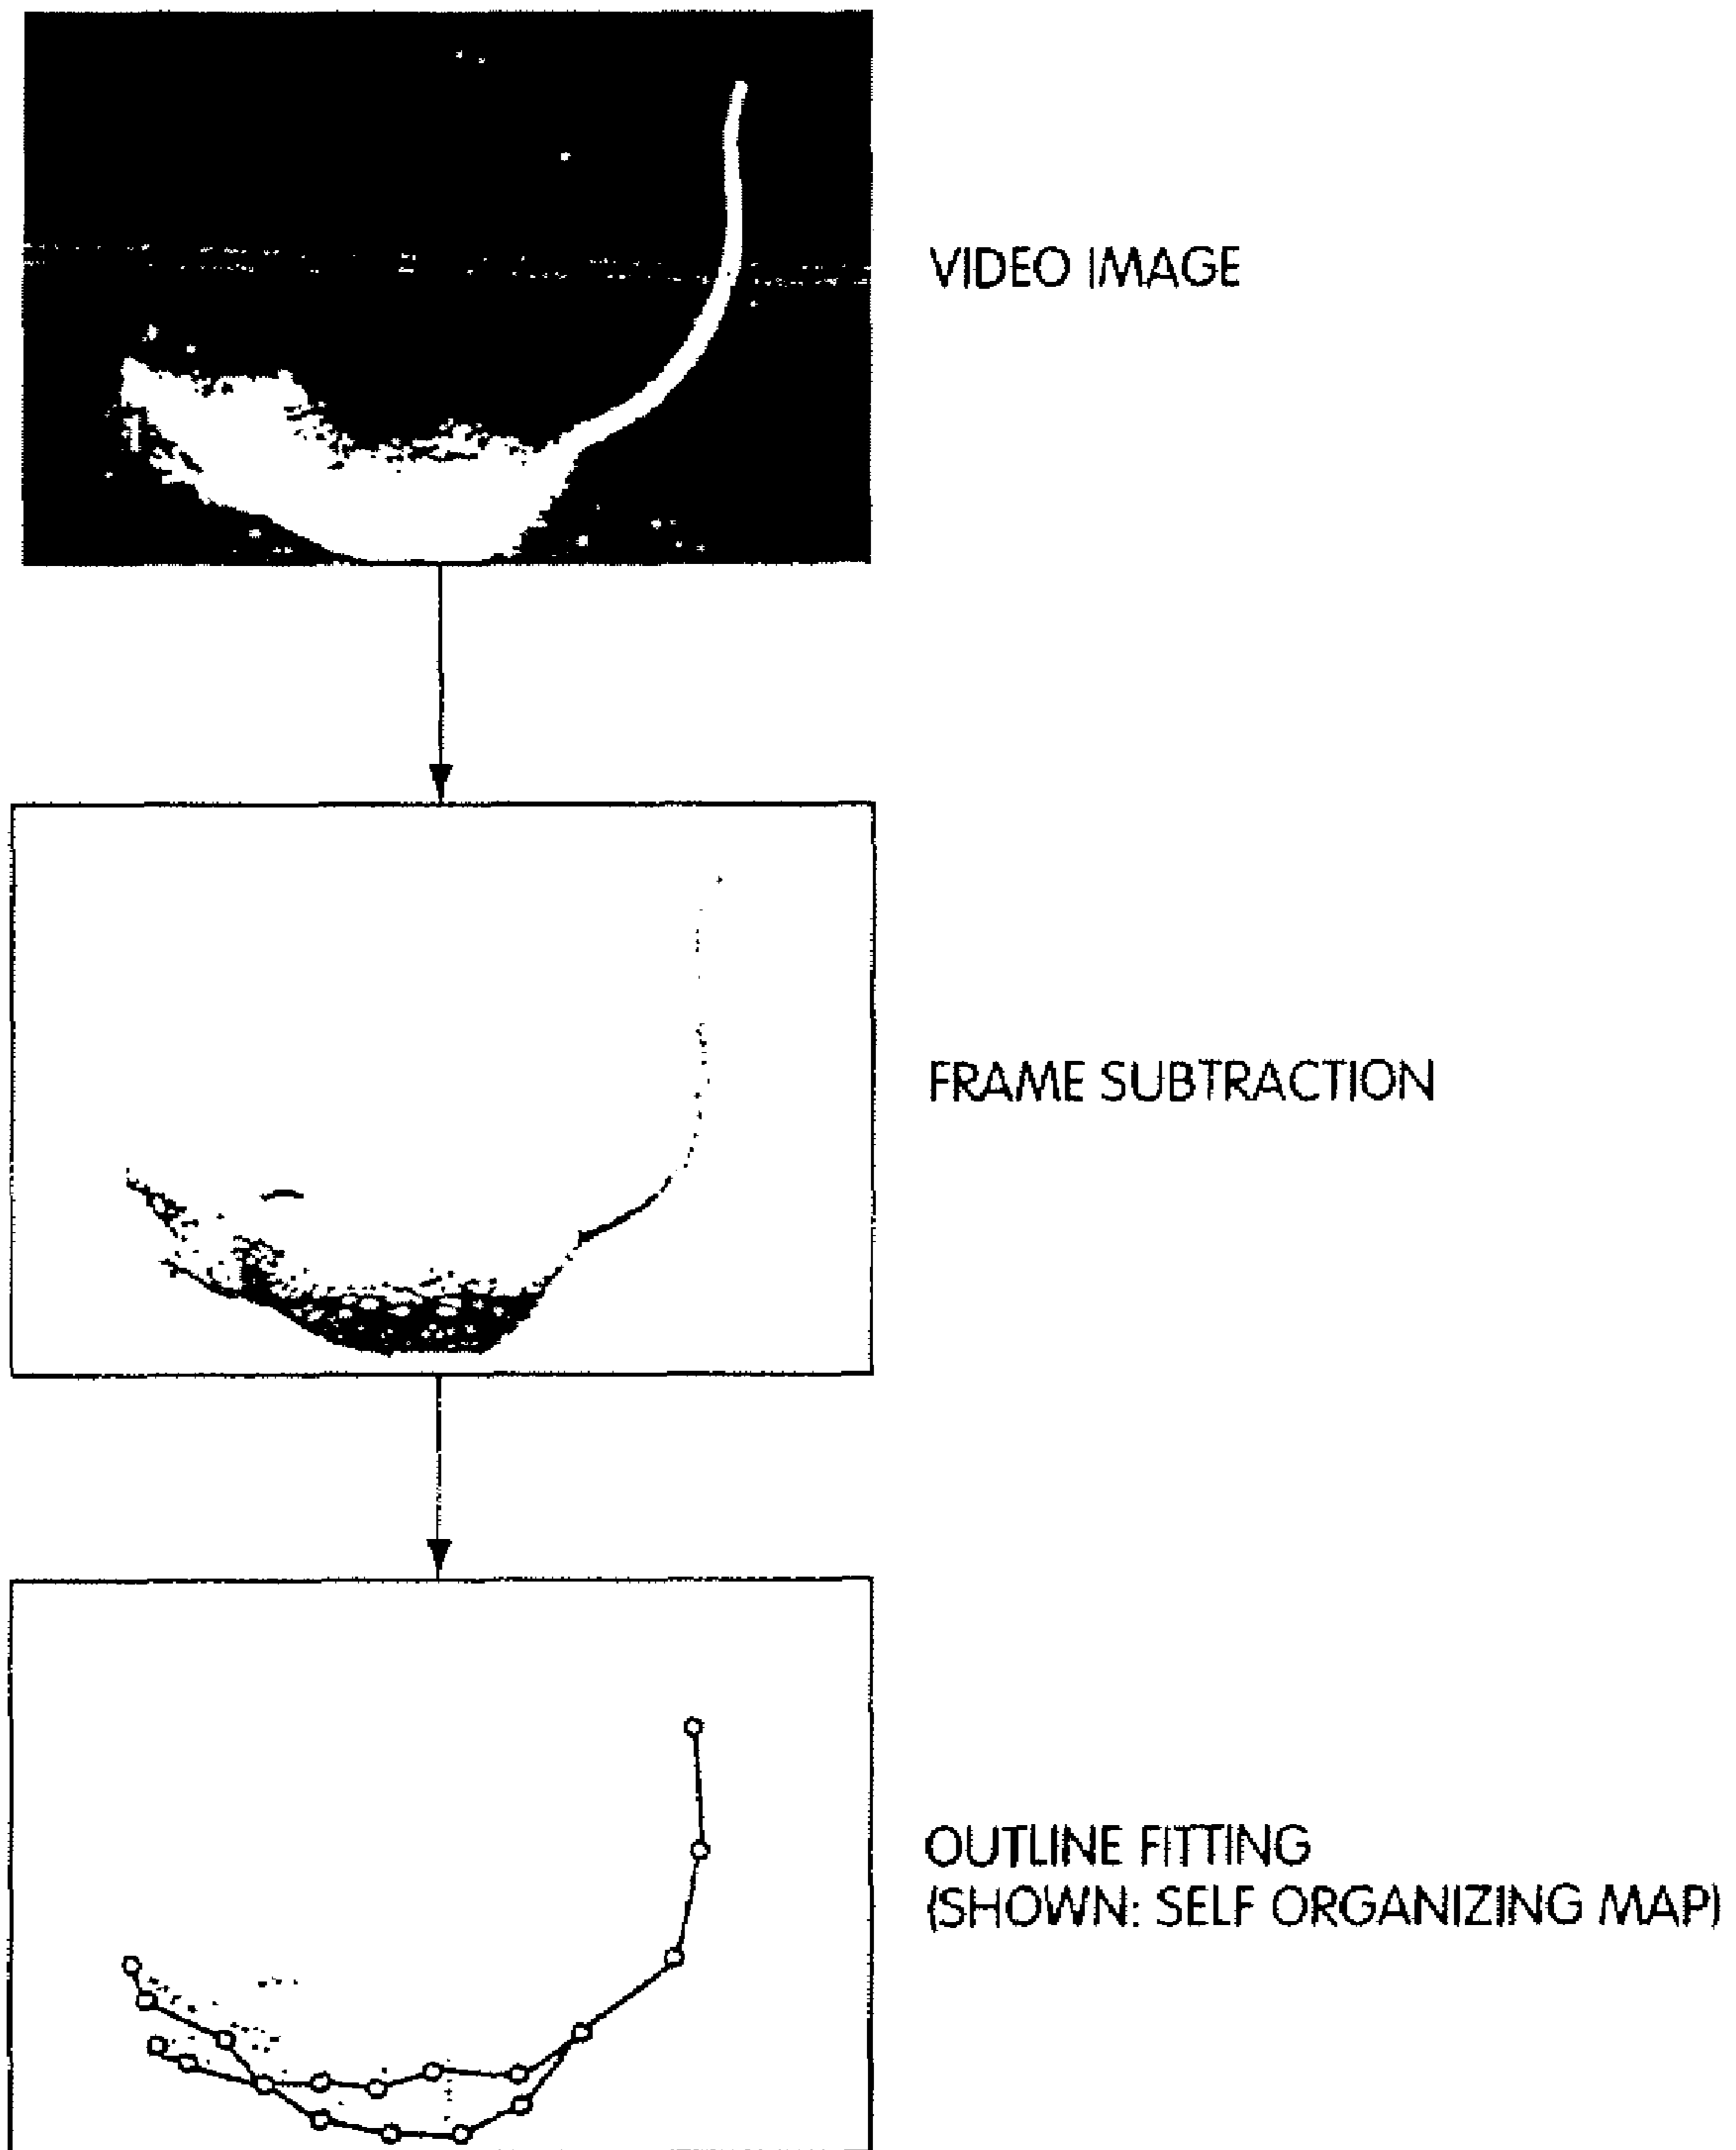 VIDEO IMAGE
FRAME SUBTRACTION
OUTLINE FITTING
(SHOWN: SELF ORGANIZING MAP)